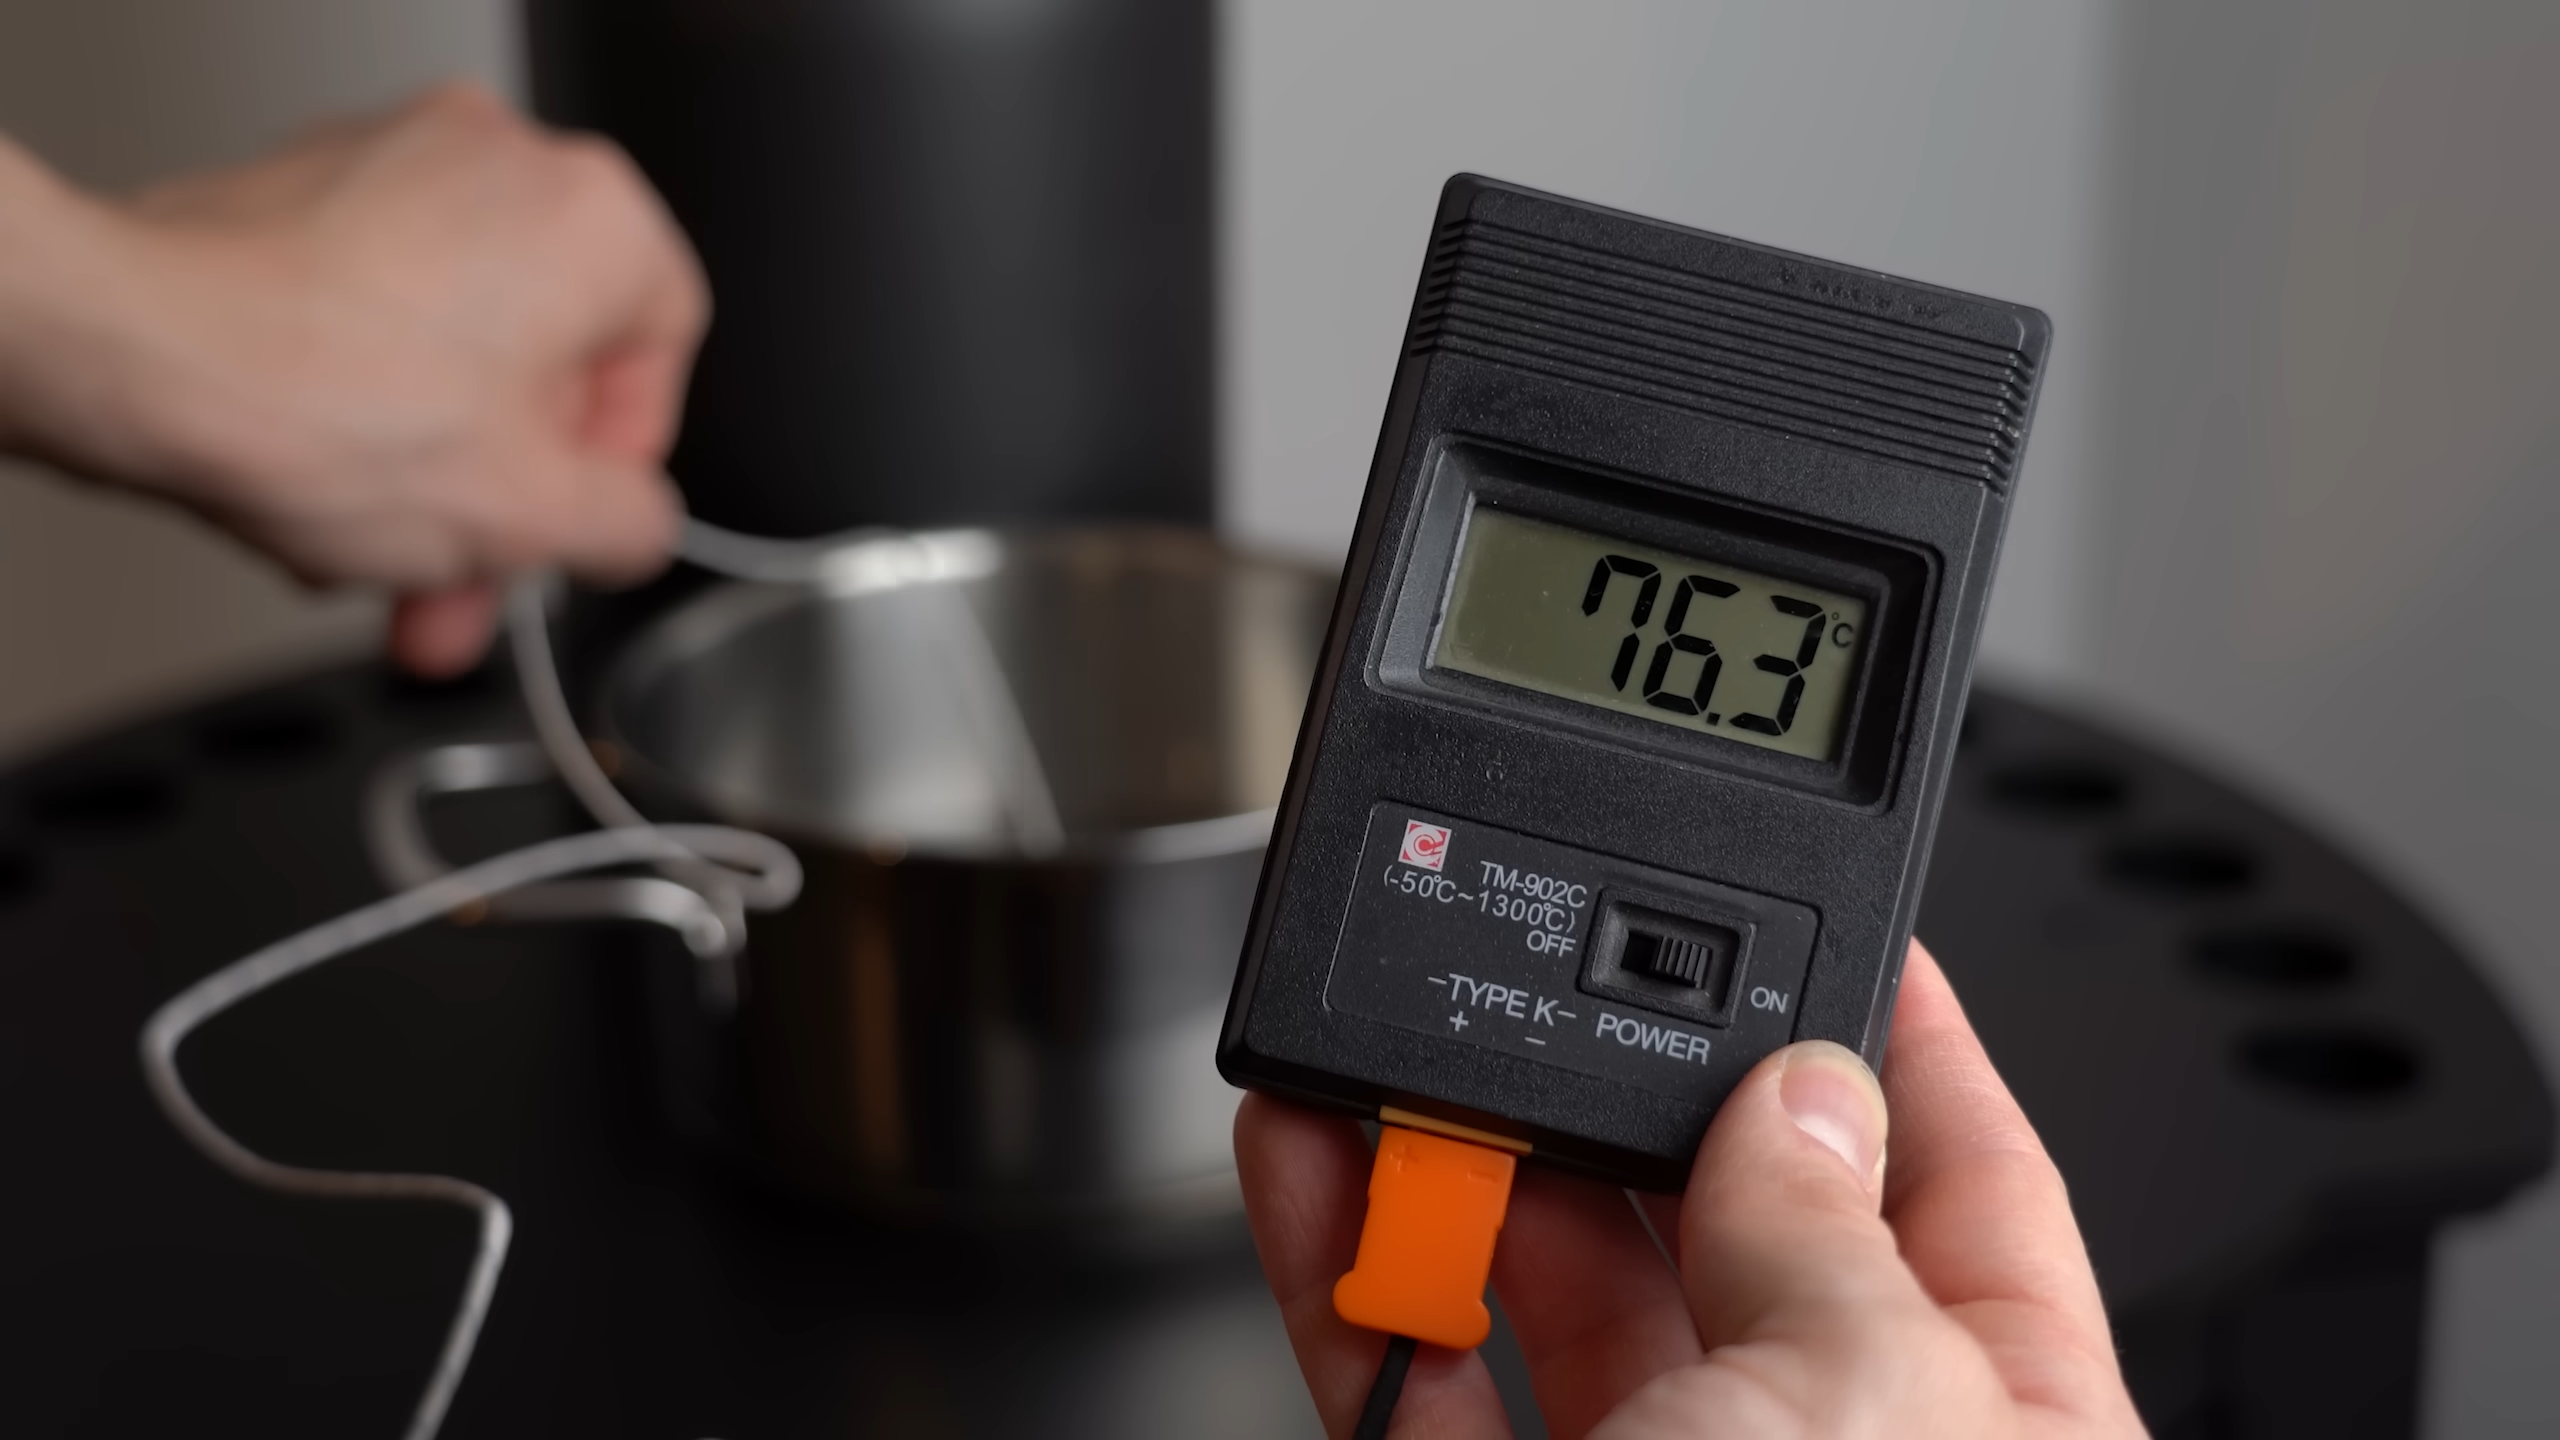 76.3 °C
TM-902C
(-50℃~1300℃)
OFF
ON
-TYPE K-
+ −
POWER
+ −